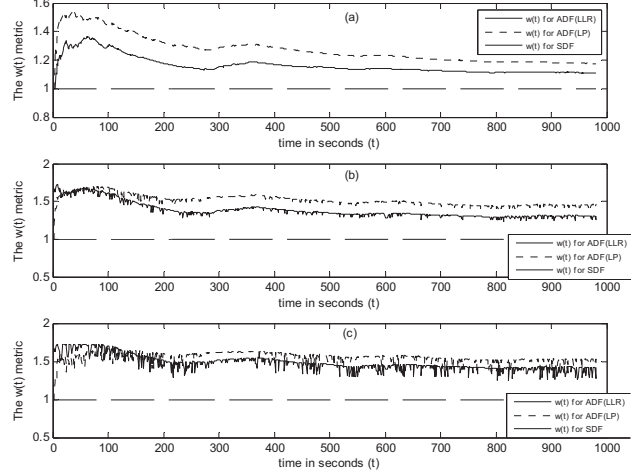 (a)
The w(t) metric
1.6
1.4
1.2
1
0.8
w(t) for ADF(LLR)
w(t) for ADF(LP)
w(t) for SDF
0 100 200 300 400 500 600 700 800 900 1000
time in seconds (t)
(b)
The w(t) metric
2
1.5
1
0.5
w(t) for ADF(LLR)
w(t) for ADF(LP)
w(t) for SDF
0 100 200 300 400 500 600 700 800 900 1000
time in seconds (t)
(c)
The w(t) metric
2
1.5
1
0.5
w(t) for ADF(LLR)
w(t) for ADF(LP)
w(t) for SDF
0 100 200 300 400 500 600 700 800 900 1000
time in seconds (t)